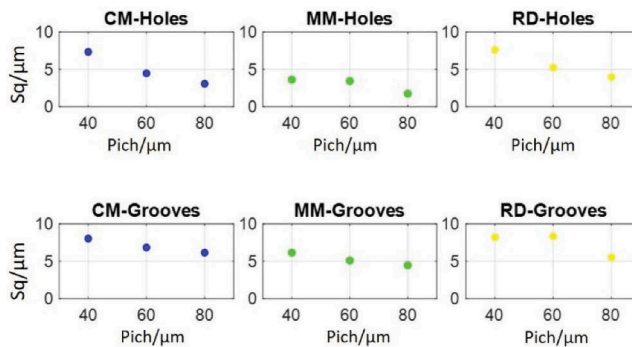 CM-Holes MM-Holes RD-Holes
10 10 10
Sq/μm
5 5 5
0 0 0
40 60 80 40 60 80 40 60 80
Pich/μm Pich/μm Pich/μm
CM-Grooves MM-Grooves RD-Grooves
10 10 10
Sq/μm
5 5 5
0 0 0
40 60 80 40 60 80 40 60 80
Pich/μm Pich/μm Pich/μm